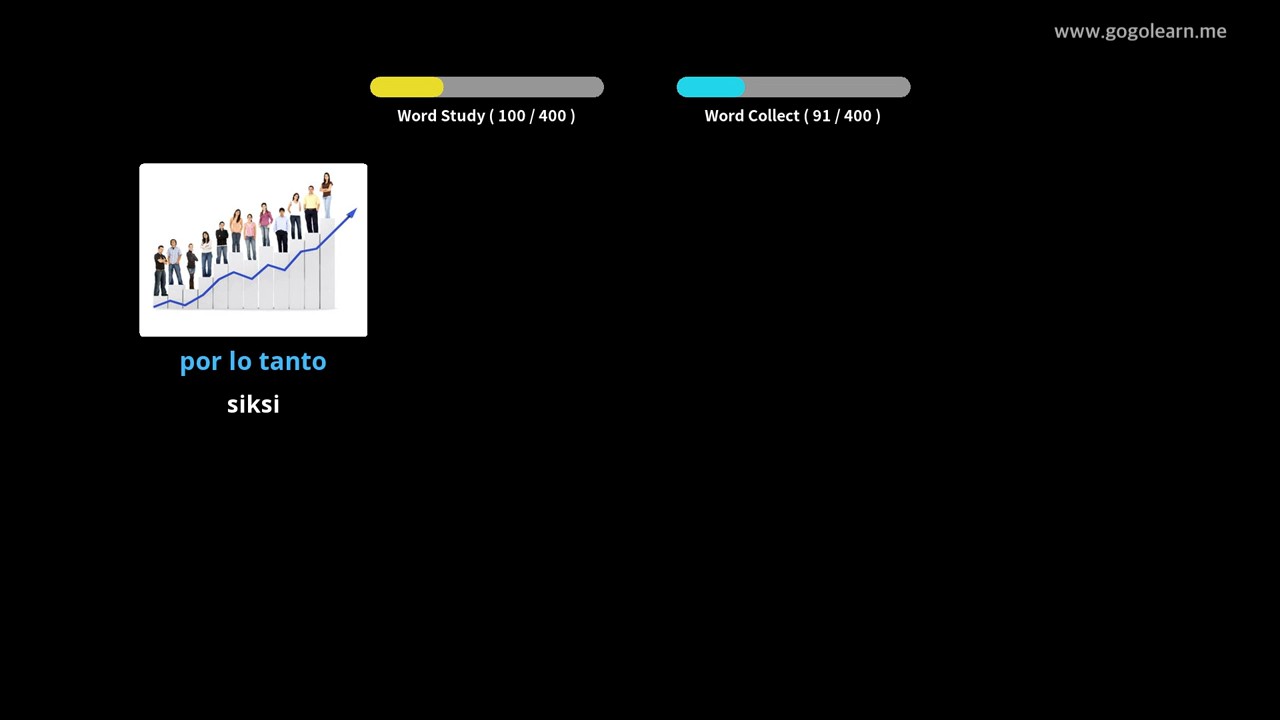 www.gogolearn.me
Word Study ( 100 / 400 )
Word Collect ( 91 / 400 )
por lo tanto
siksi